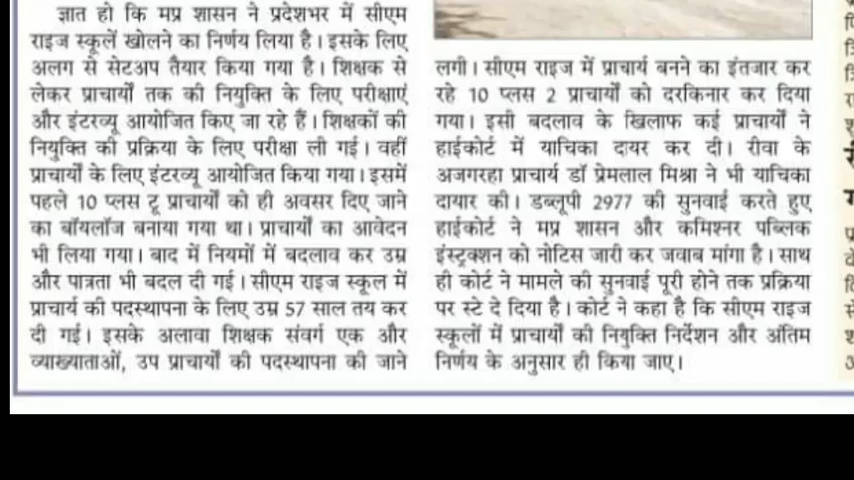 ज्ञात हो कि मप्र शासन ने प्रदेशभर में सीएम
राइज स्कूलें खोलने का निर्णय लिया है। इसके लिए
अलग से सेटअप तैयार किया गया है। शिक्षक से
लेकर प्राचार्यों तक की नियुक्ति के लिए परीक्षाएं
और इंटरव्यू आयोजित किए जा रहे हैं। शिक्षकों की
नियुक्ति की प्रक्रिया के लिए परीक्षा ली गई। वहीं
प्राचार्यों के लिए इंटरव्यू आयोजित किया गया। इसमें
पहले 10 प्लस टू प्राचार्यों को ही अवसर दिए जाने
का बॉयलॉज बनाया गया था। प्राचार्यों का आवेदन
भी लिया गया। बाद में नियमों में बदलाव कर उम्र
और पात्रता भी बदल दी गई। सीएम राइज स्कूल में
प्राचार्य की पदस्थापना के लिए उम्र 57 साल तय कर
दी गई। इसके अलावा शिक्षक संवर्ग एक और
व्याख्याताओं, उप प्राचार्यों की पदस्थापना की जाने
लगी। सीएम राइज में प्राचार्य बनने का इंतजार कर
रहे 10 प्लस 2 प्राचार्यों को दरकिनार कर दिया
गया। इसी बदलाव के खिलाफ कई प्राचार्यों ने
हाईकोर्ट में याचिका दायर कर दी। रीवा के
अजगरहा प्राचार्य डॉ प्रेमलाल मिश्रा ने भी याचिका
दायार की। डब्लूपी 2977 की सुनवाई करते हुए
हाईकोर्ट ने मप्र शासन और कमिश्नर पब्लिक
इंस्ट्रक्शन को नोटिस जारी कर जवाब मांगा है। साथ
ही कोर्ट ने मामले की सुनवाई पूरी होने तक प्रक्रिया
पर स्टे दे दिया है। कोर्ट ने कहा है कि सीएम राइज
स्कूलों में प्राचार्यों की नियुक्ति निर्देशन और अंतिम
निर्णय के अनुसार ही किया जाए।